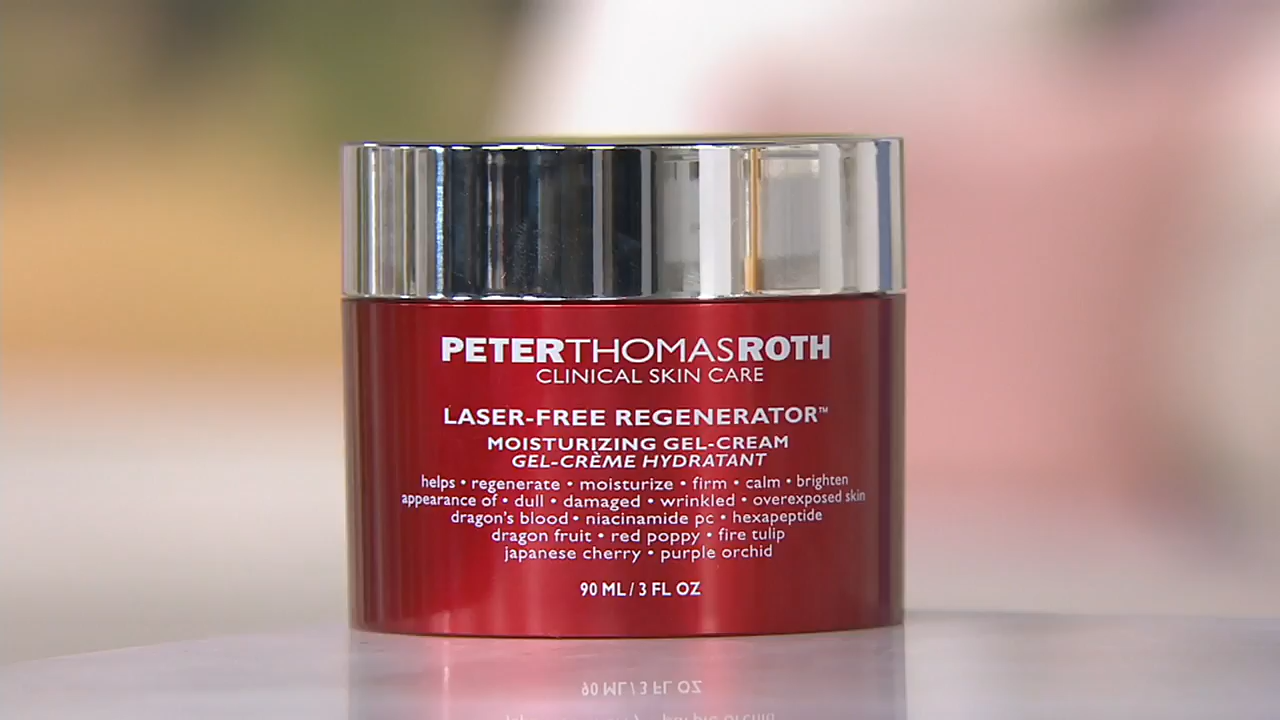 PETERTHOMASROTH
CLINICAL SKIN CARE
LASER-FREE REGENERATOR™
MOISTURIZING GEL-CREAM
GEL-CRÈME HYDRATANT
helps • regenerate • moisturize • firm • calm • brighten
appearance of • dull • damaged • wrinkled • overexposed skin
dragon's blood • niacinamide pc • hexapeptide
dragon fruit • red poppy • fire tulip
japanese cherry • purple orchid
90 ML / 3 FL OZ